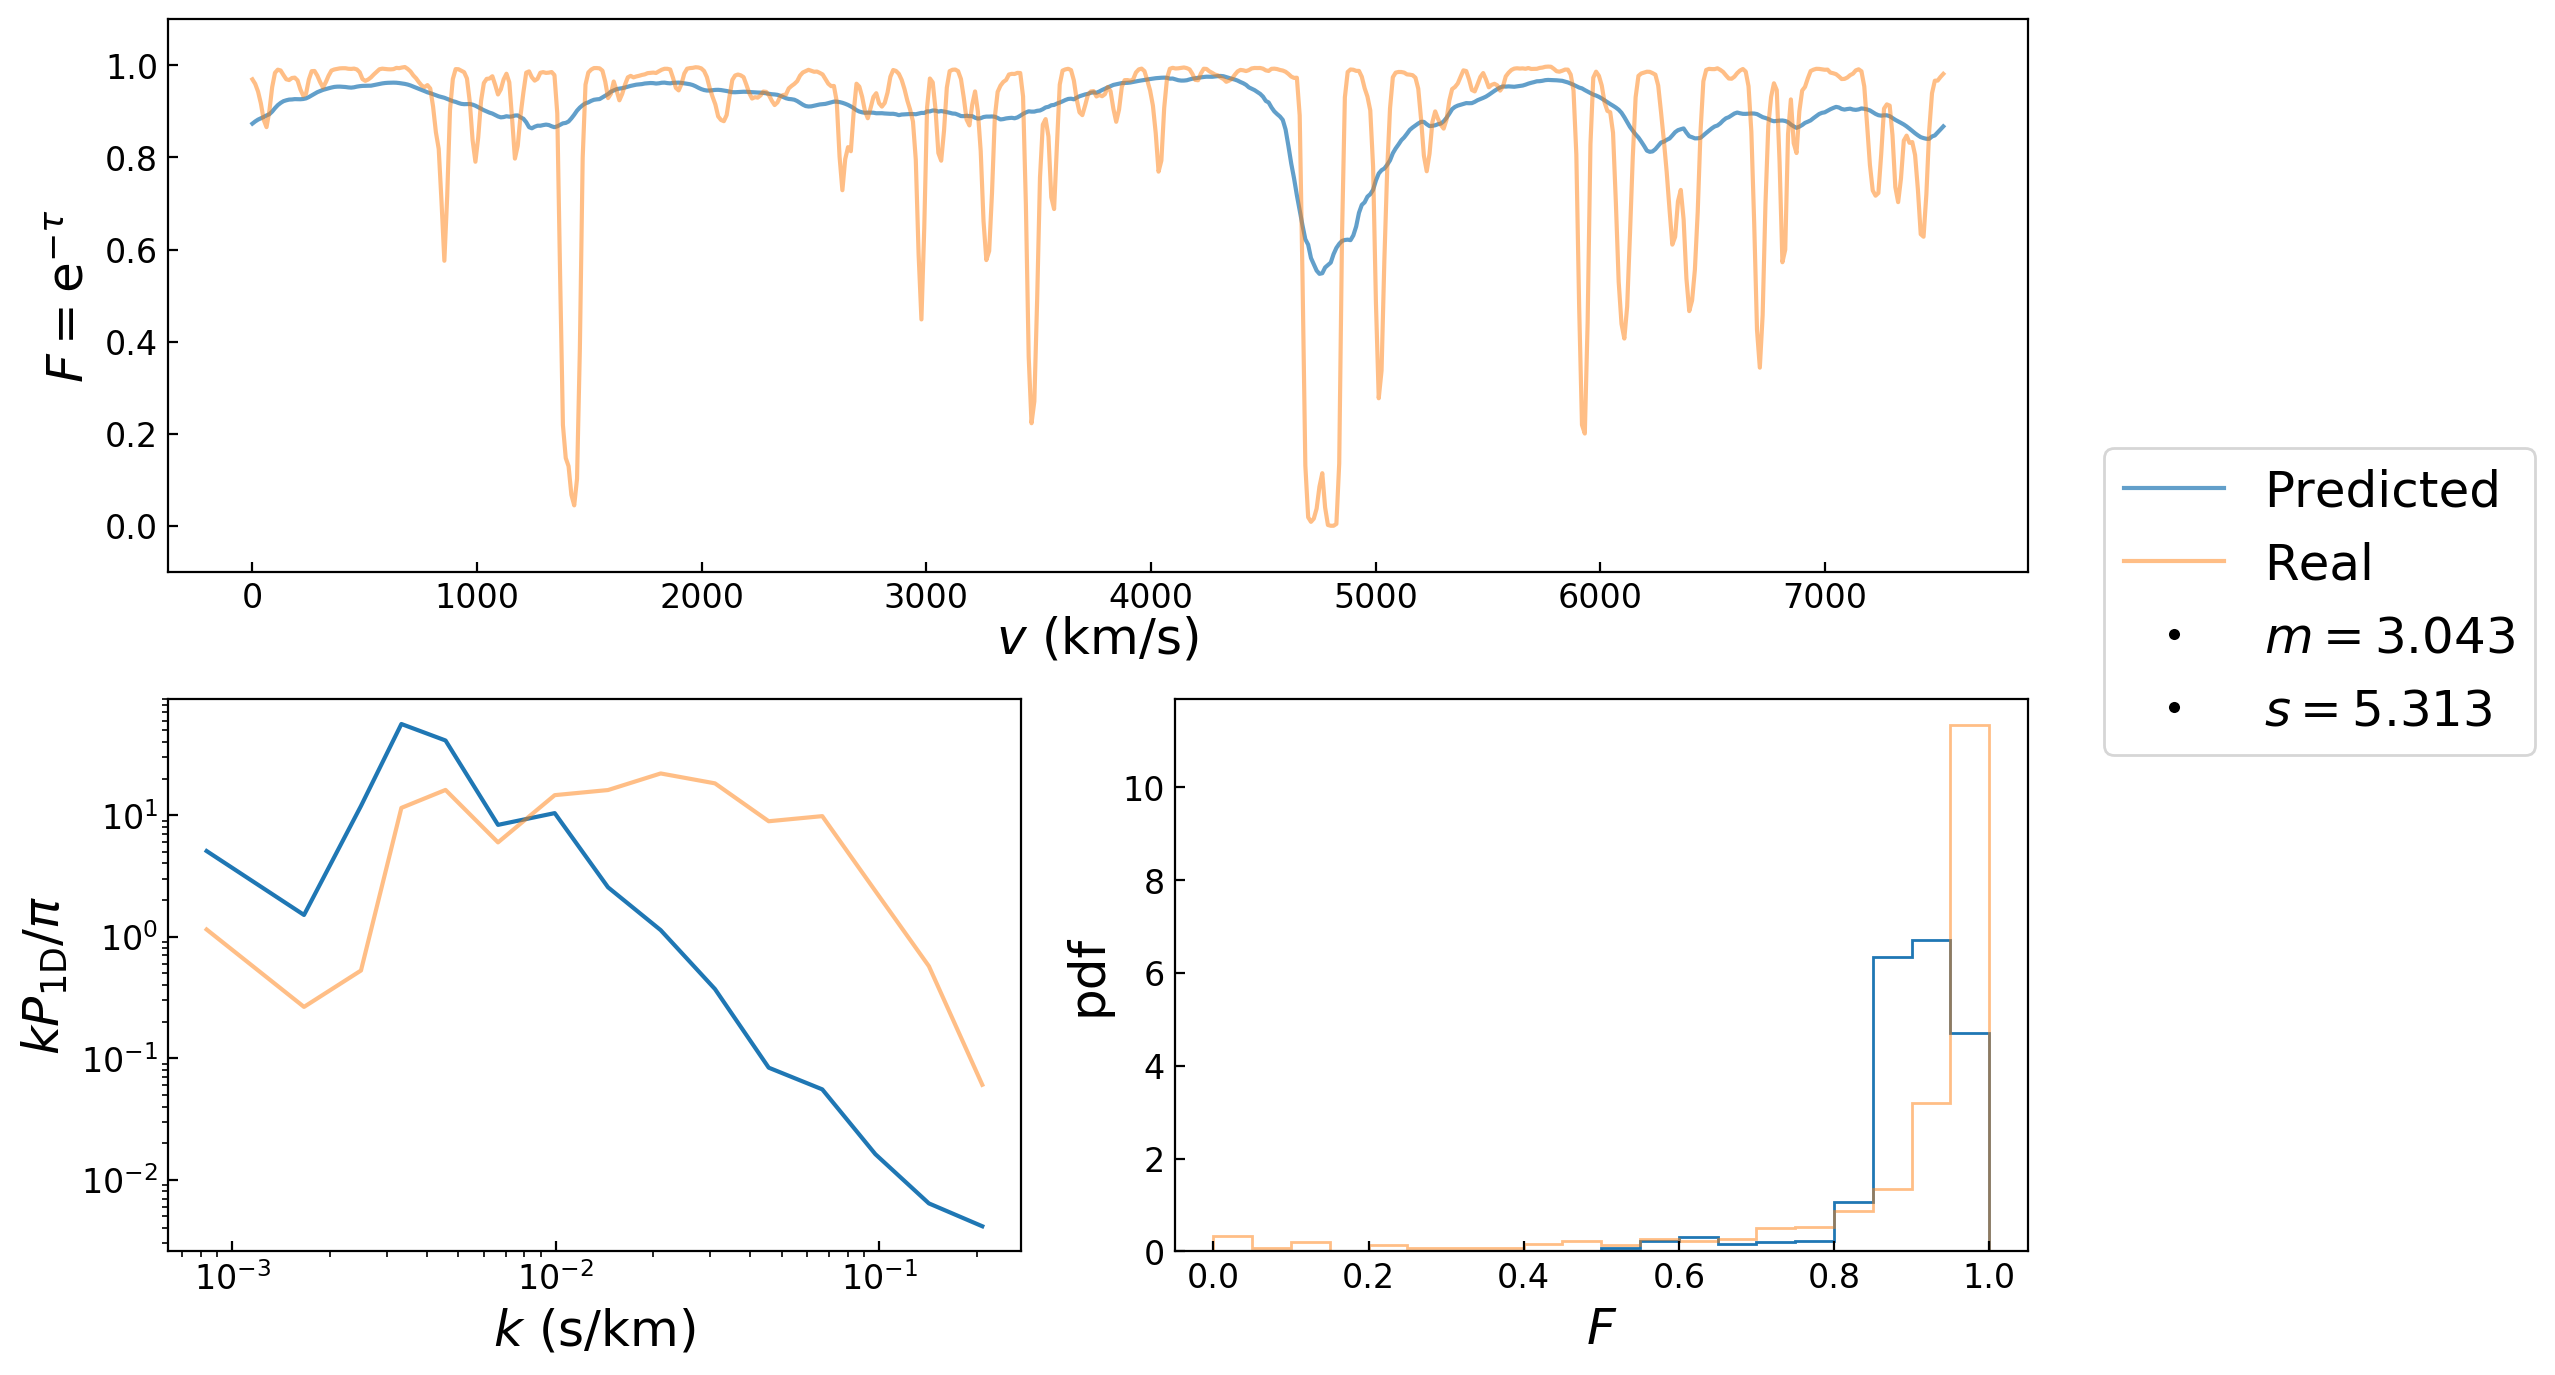 F = e^{-τ}
1.0
0.8
0.6
0.4
0.2
0.0
0 1000 2000 3000 4000 5000 6000 7000
v (km/s)
Predicted
Real
m = 3.043
s = 5.313
kP_{1D}/π
10^1
10^0
10^{-1}
10^{-2}
10^{-3} 10^{-2} 10^{-1}
k (s/km)
pdf
10
8
6
4
2
0
0.0 0.2 0.4 0.6 0.8 1.0
F